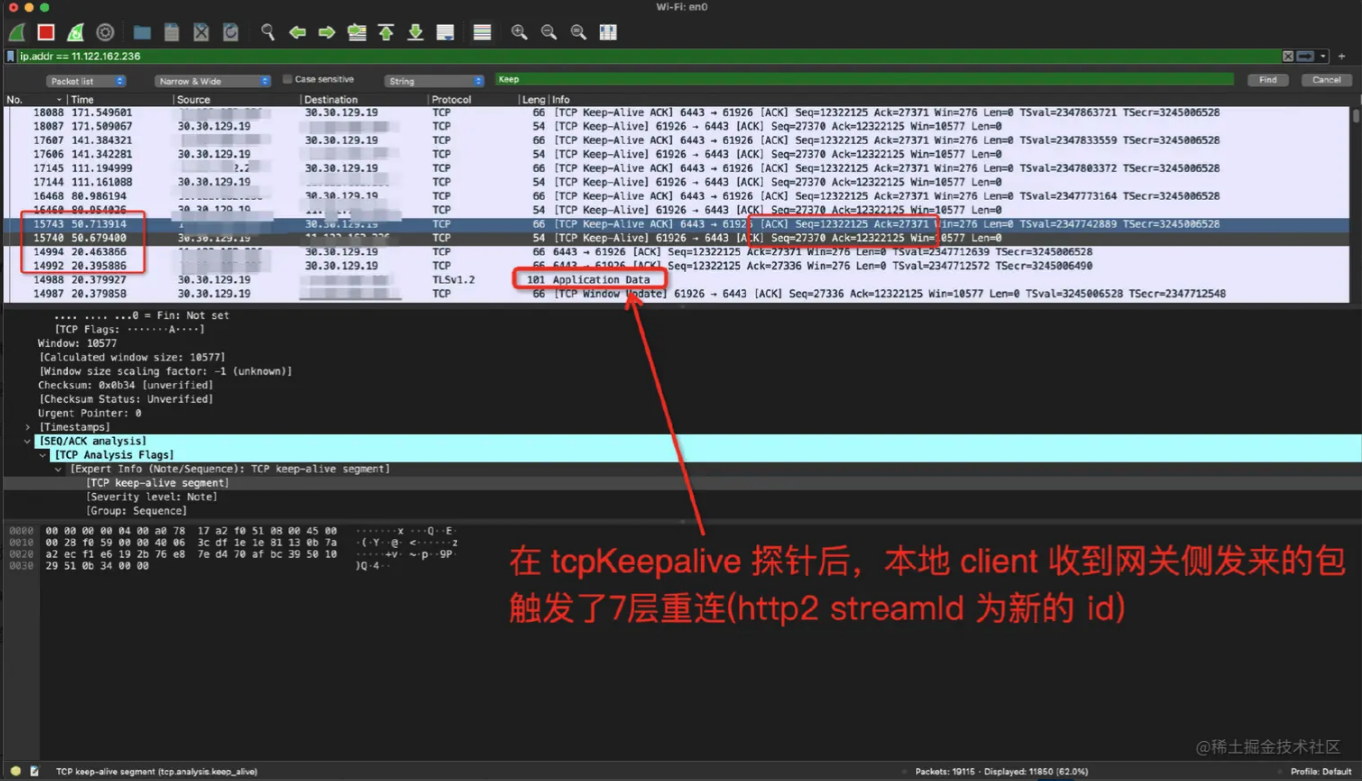 Wi-Fi: en0
ip.addr == 11.122.162.236
Packet list Narrow & Wide Case sensitive String Keep Find Cancel
No. Time Source Destination Protocol Leng Info
18088 171.549601 30.30.129.19 TCP 66 [TCP Keep-Alive ACK] 6443 → 61926 [ACK] Seq=12322125 Ack=27371 Win=276 Len=0 TSval=2347863721 TSecr=3245006528
18087 171.509067 30.30.129.19 TCP 54 [TCP Keep-Alive] 61926 → 6443 [ACK] Seq=27370 Ack=12322125 Win=10577 Len=0
17607 141.384321 30.30.129.19 TCP 66 [TCP Keep-Alive ACK] 6443 → 61926 [ACK] Seq=12322125 Ack=27371 Win=276 Len=0 TSval=2347833559 TSecr=3245006528
17606 141.342281 30.30.129.19 TCP 54 [TCP Keep-Alive] 61926 → 6443 [ACK] Seq=27370 Ack=12322125 Win=10577 Len=0
17145 111.194999 30.30.129.19 TCP 66 [TCP Keep-Alive ACK] 6443 → 61926 [ACK] Seq=12322125 Ack=27371 Win=276 Len=0 TSval=2347803372 TSecr=3245006528
17144 111.161088 30.30.129.19 TCP 54 [TCP Keep-Alive] 61926 → 6443 [ACK] Seq=27370 Ack=12322125 Win=10577 Len=0
16468 80.986194 30.30.129.19 TCP 66 [TCP Keep-Alive ACK] 6443 → 61926 [ACK] Seq=12322125 Ack=27371 Win=276 Len=0 TSval=2347773164 TSecr=3245006528
30.30.129.19 TCP 54 [TCP Keep-Alive] 61926 → 6443 [ACK] Seq=27370 Ack=12322125 Win=10577 Len=0
15743 50.713914 30.30.129.19 TCP 66 [TCP Keep-Alive ACK] 6443 → 61926 [ACK] Seq=12322125 Ack=27371 Win=276 Len=0 TSval=2347742889 TSecr=3245006528
15740 50.679400 30.30.129.19 TCP 54 [TCP Keep-Alive] 61926 → 6443 [ACK] Seq=27370 Ack=12322125 Win=10577 Len=0
14994 20.463866 30.30.129.19 TCP 66 6443 → 61926 [ACK] Seq=12322125 Ack=27371 Win=276 Len=0 TSval=2347712639 TSecr=3245006528
14992 20.395886 30.30.129.19 TCP 66 6443 → 61926 [ACK] Seq=12322125 Ack=27336 Win=276 Len=0 TSval=2347712572 TSecr=3245006490
14988 20.379927 30.30.129.19 TLSv1.2 101 Application Data
14987 20.379858 30.30.129.19 TCP 66 [TCP Window Update] 61926 → 6443 [ACK] Seq=27336 Ack=12322125 Win=10577 Len=0 TSval=3245006528 TSecr=2347712548
.... .... ...0 = Fin: Not set
[TCP Flags: ·······A····]
Window: 10577
[Calculated window size: 10577]
[Window size scaling factor: -1 (unknown)]
Checksum: 0x0b34 [unverified]
[Checksum Status: Unverified]
Urgent Pointer: 0
[Timestamps]
[SEQ/ACK analysis]
[TCP Analysis Flags]
[Expert Info (Note/Sequence): TCP keep-alive segment]
[TCP keep-alive segment]
[Severity level: Note]
[Group: Sequence]
0000 00 00 00 00 04 00 a0 78 17 a2 f0 51 08 00 45 00 ·······x ···Q··E·
0010 00 28 f0 59 00 00 40 06 3c df 1e 1e 81 13 0b 7a ·(·Y··@· <······z
0020 a2 ec f1 e6 19 2b 76 e8 7e d4 70 af bc 39 50 10 ·····+v· ~·p··9P·
0030 29 51 0b 34 00 00 )Q·4··
在 tcpKeepalive 探针后，本地 client 收到网关侧发来的包
触发了7层重连(http2 streamId 为新的 id)
@稀土掘金技术社区
TCP keep-alive segment (tcp.analysis.keep_alive) Packets: 19115 · Displayed: 11850 (62.0%) Profile: Default